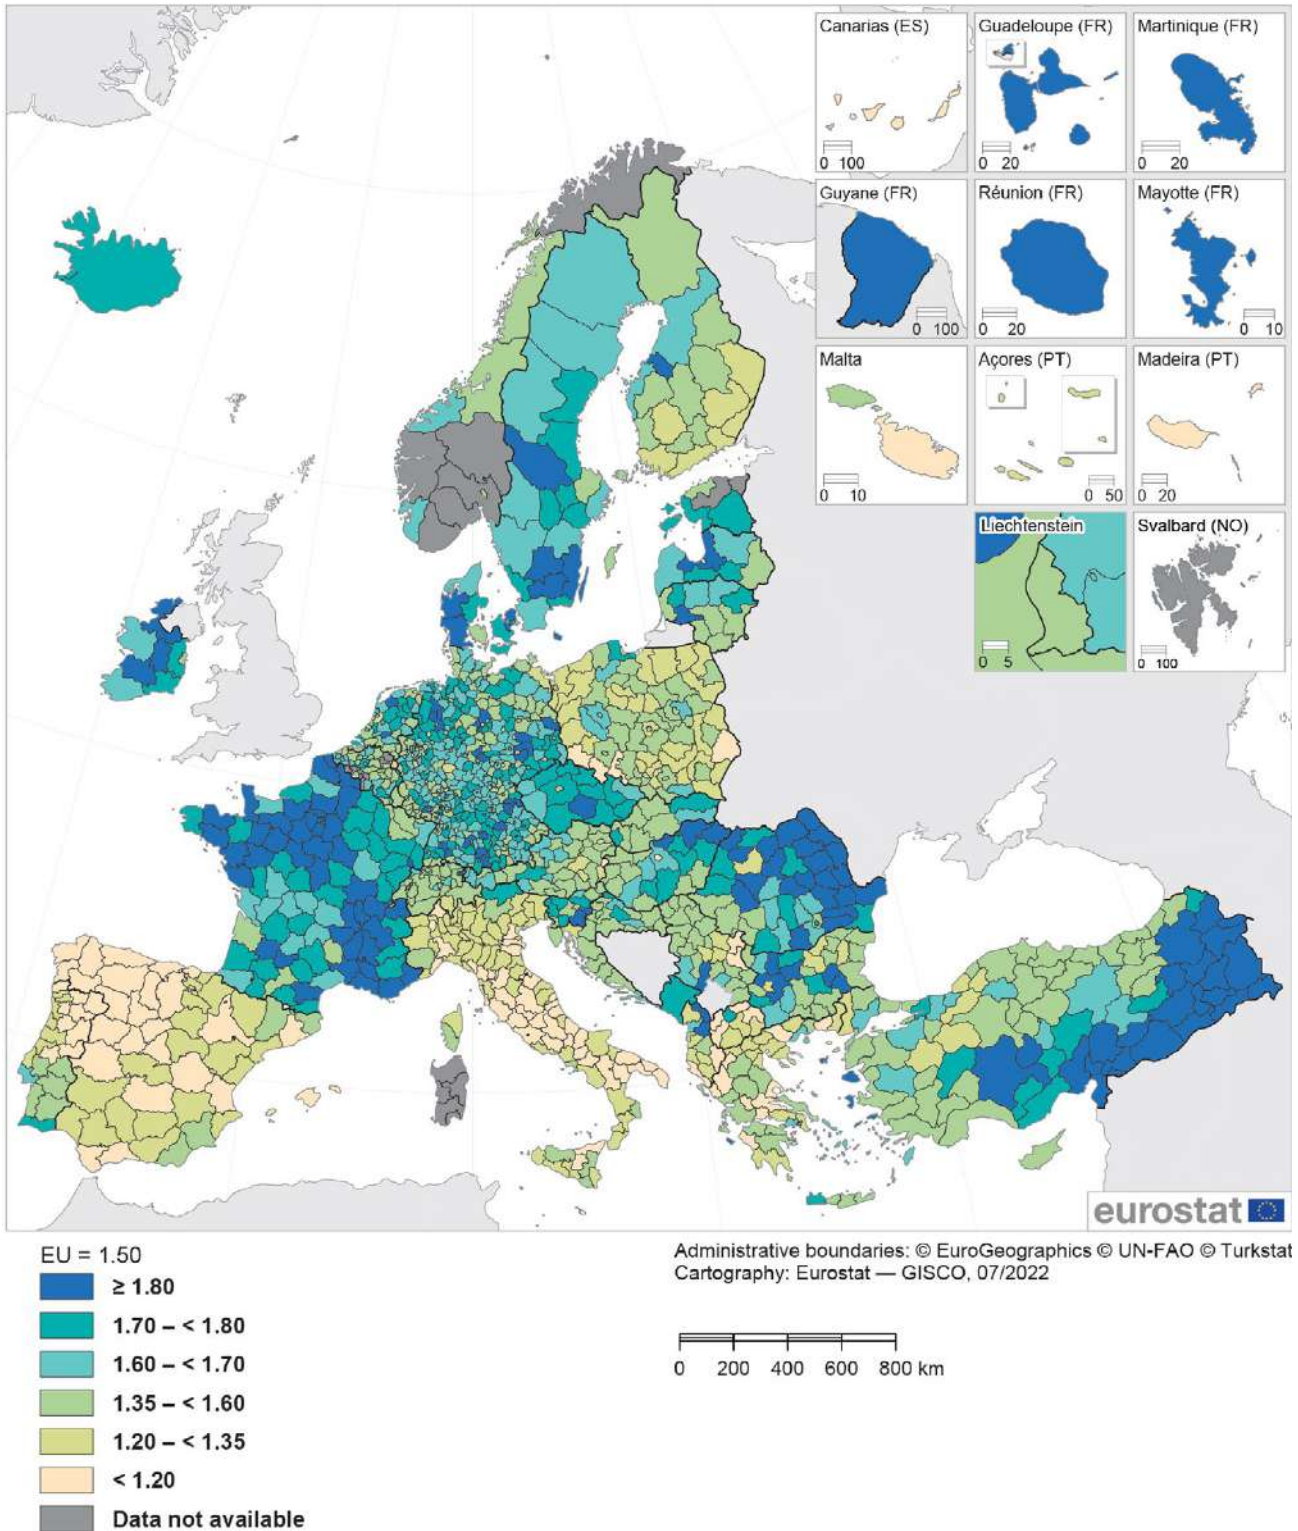 Canarias (ES)
0 100
Guadeloupe (FR)
0 20
Martinique (FR)
0 20
Guyane (FR)
0 100
Réunion (FR)
0 20
Mayotte (FR)
0 10
Malta
0 10
Açores (PT)
0 50
Madeira (PT)
0 20
Liechtenstein
0 5
Svalbard (NO)
0 100
eurostat
EU = 1.50
≥ 1.80
1.70 – < 1.80
1.60 – < 1.70
1.35 – < 1.60
1.20 – < 1.35
< 1.20
Data not available
Administrative boundaries: © EuroGeographics © UN-FAO © Turkstat
Cartography: Eurostat — GISCO, 07/2022
0 200 400 600 800 km